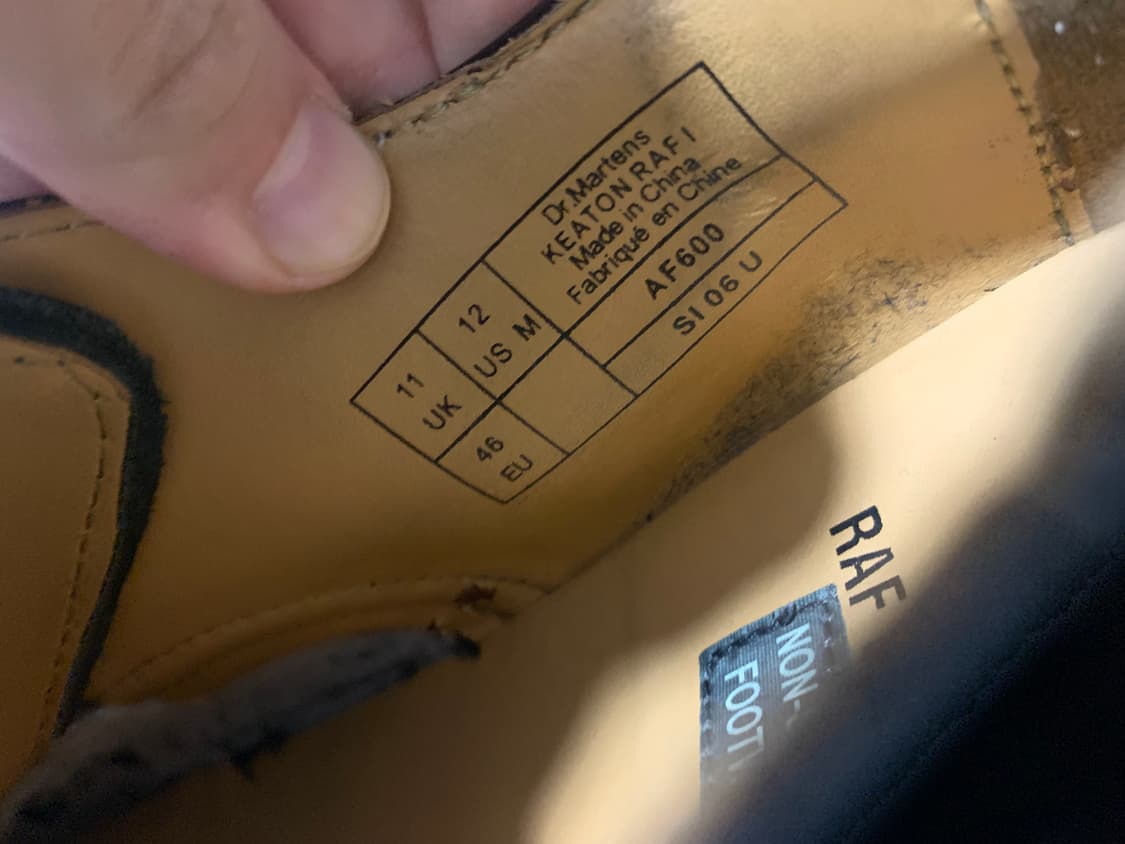 Dr.Martens
KEATON RAF I
Made in China
Fabriqué en Chine
11
UK
12
US M
AF600
46
EU
SI 06 U
RAF
NON-
FOOT